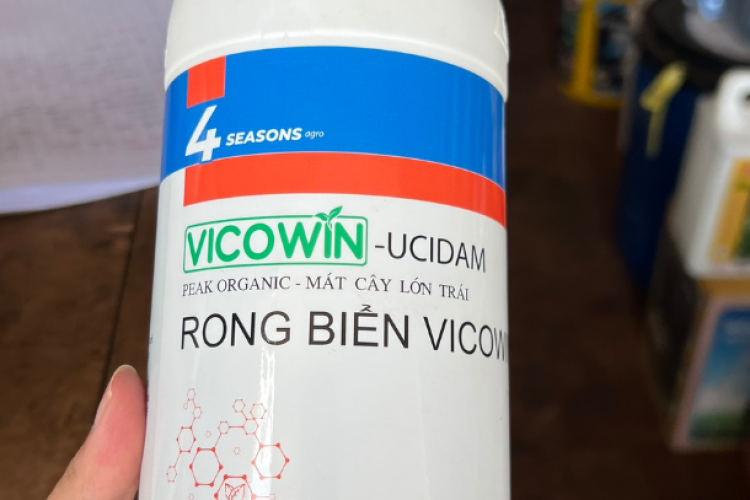 4 SEASONS agro
VICOWIN -UCIDAM
PEAK ORGANIC - MÁT CÂY LỚN TRÁI
RONG BIỂN VICOW